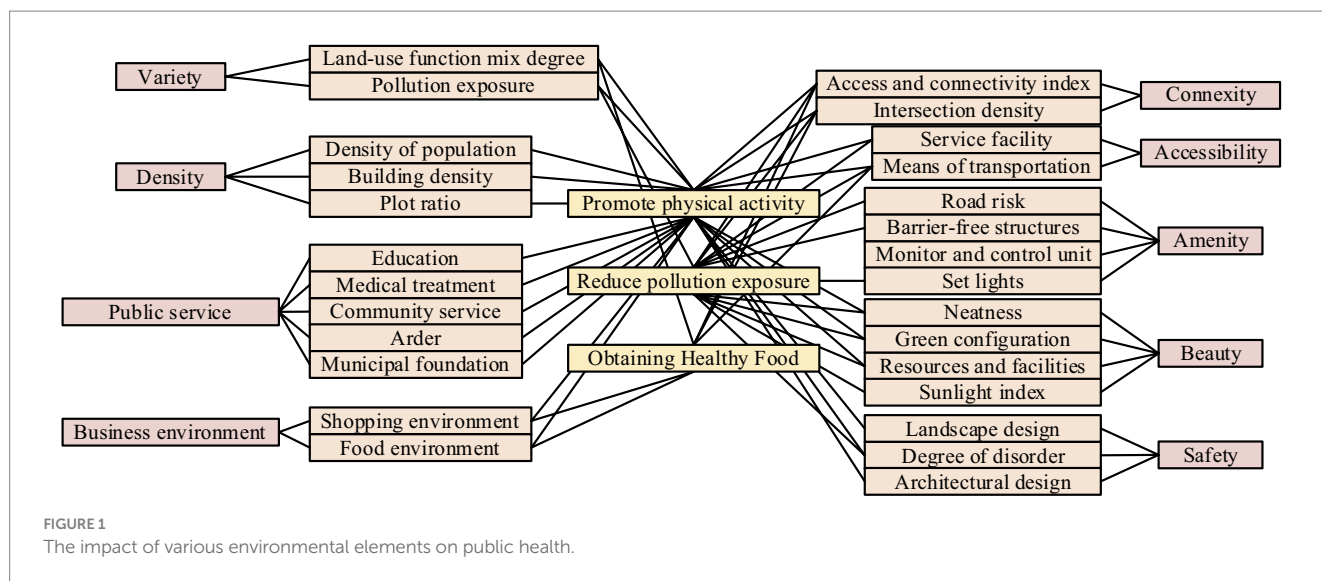 Variety
Land-use function mix degree
Pollution exposure
Density
Density of population
Building density
Plot ratio
Public service
Education
Medical treatment
Community service
Arder
Municipal foundation
Business environment
Shopping environment
Food environment
Promote physical activity
Reduce pollution exposure
Obtaining Healthy Food
Access and connectivity index
Intersection density
Connexity
Service facility
Means of transportation
Accessibility
Road risk
Barrier-free structures
Monitor and control unit
Set lights
Amenity
Neatness
Green configuration
Resources and facilities
Sunlight index
Beauty
Landscape design
Degree of disorder
Architectural design
Safety
FIGURE 1
The impact of various environmental elements on public health.